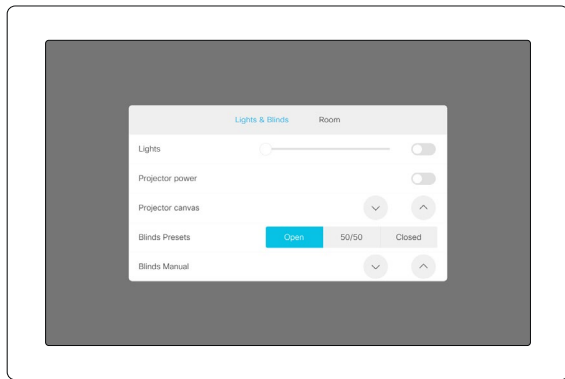 Lights & Blinds Room
Lights
Projector power
Projector canvas
Blinds Presets Open 50/50 Closed
Blinds Manual